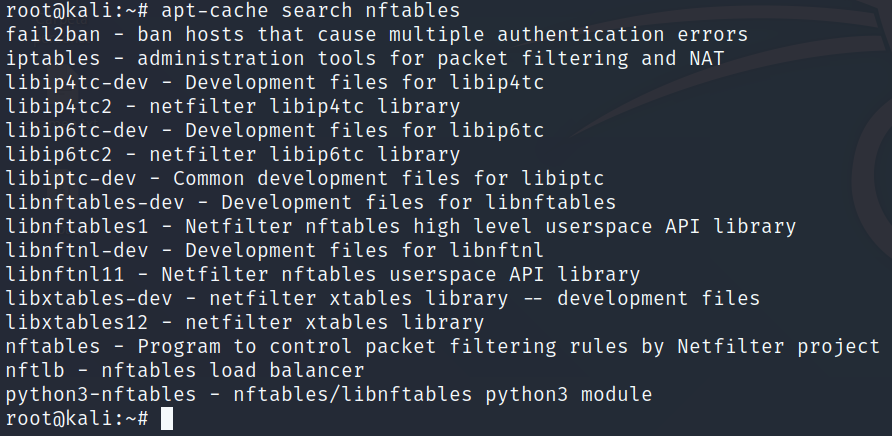 root@kali:~# apt-cache search nftables
fail2ban - ban hosts that cause multiple authentication errors
iptables - administration tools for packet filtering and NAT
libip4tc-dev - Development files for libip4tc
libip4tc2 - netfilter libip4tc library
libip6tc-dev - Development files for libip6tc
libip6tc2 - netfilter libip6tc library
libiptc-dev - Common development files for libiptc
libnftables-dev - Development files for libnftables
libnftables1 - Netfilter nftables high level userspace API library
libnftnl-dev - Development files for libnftnl
libnftnl11 - Netfilter nftables userspace API library
libxtables-dev - netfilter xtables library -- development files
libxtables12 - netfilter xtables library
nftables - Program to control packet filtering rules by Netfilter project
nftlb - nftables load balancer
python3-nftables - nftables/libnftables python3 module
root@kali:~#